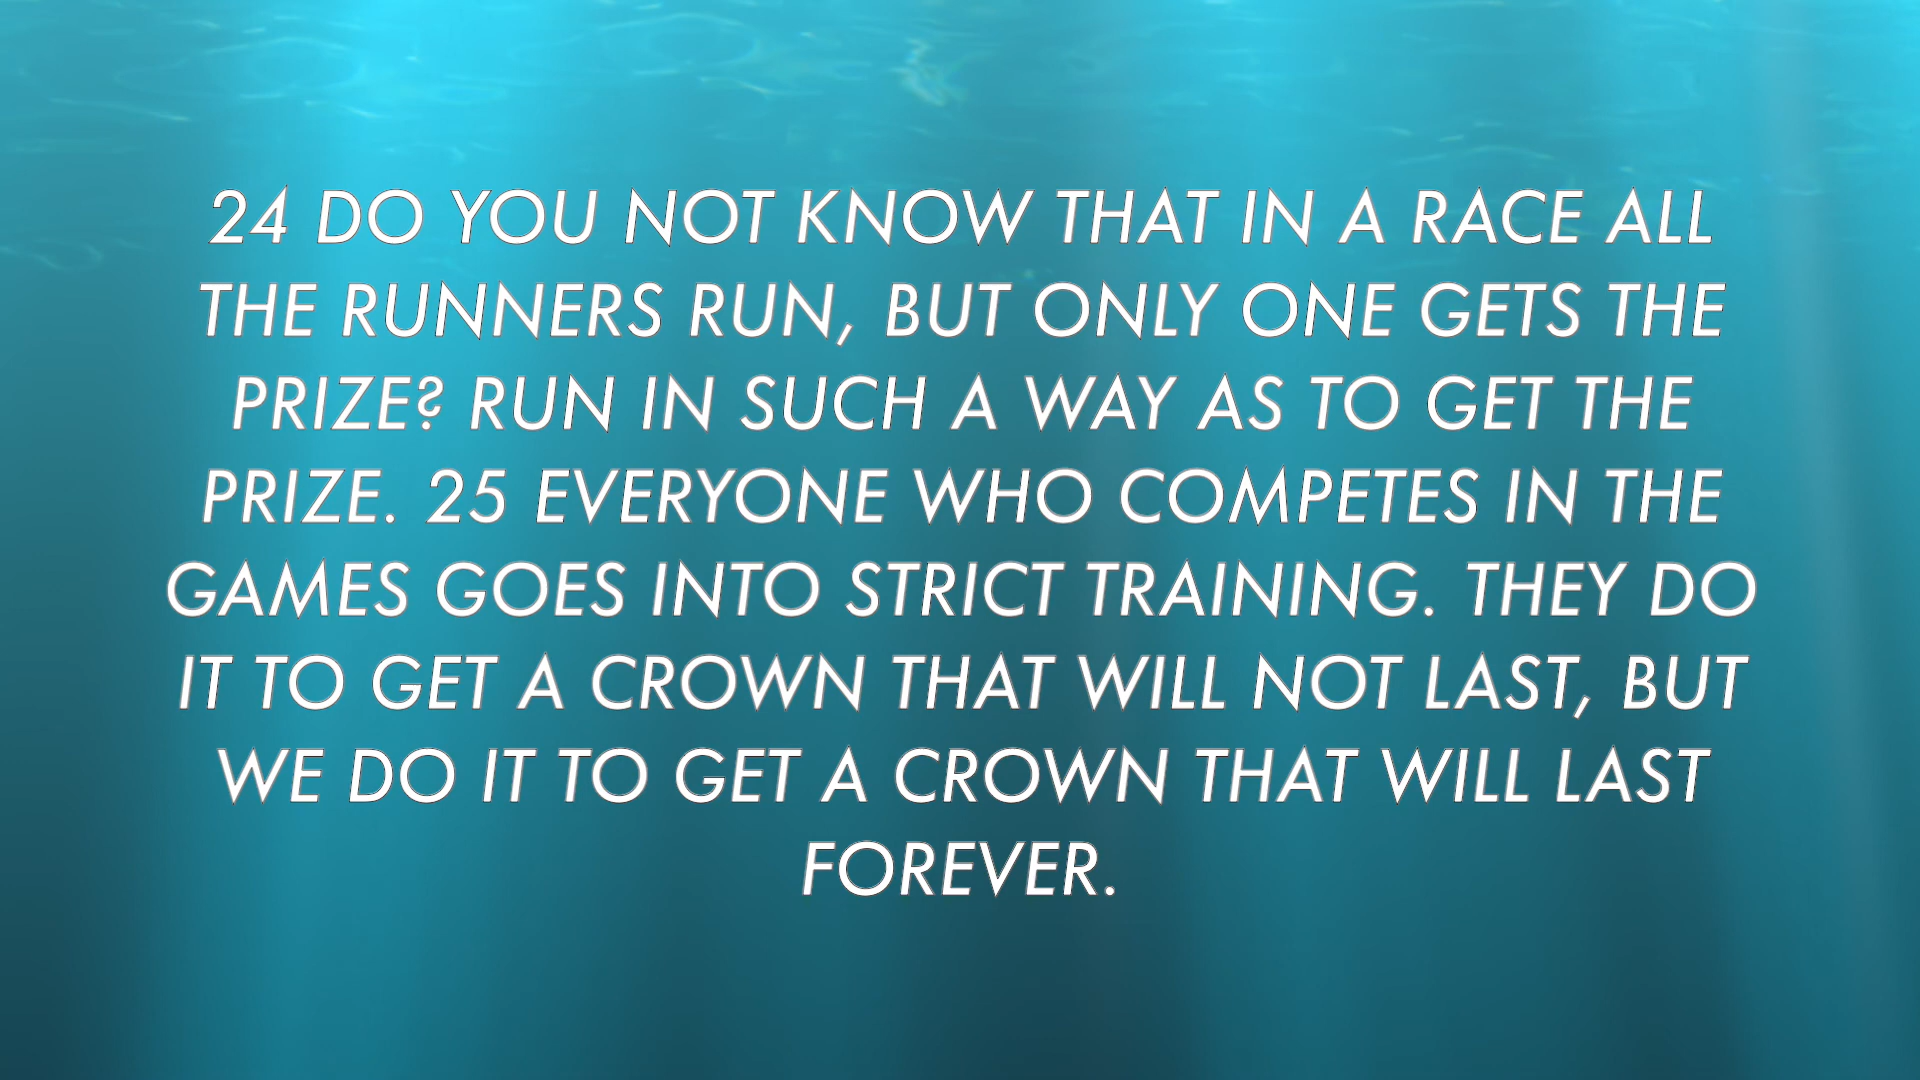 24 DO YOU NOT KNOW THAT IN A RACE ALL
THE RUNNERS RUN, BUT ONLY ONE GETS THE
PRIZE? RUN IN SUCH A WAY AS TO GET THE
PRIZE. 25 EVERYONE WHO COMPETES IN THE
GAMES GOES INTO STRICT TRAINING. THEY DO
IT TO GET A CROWN THAT WILL NOT LAST, BUT
WE DO IT TO GET A CROWN THAT WILL LAST
FOREVER.